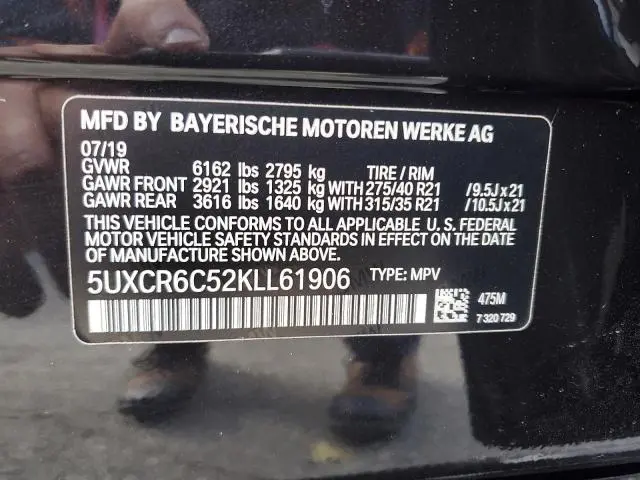 MFD BY BAYERISCHE MOTOREN WERKE AG
07/19
GVWR 6162 lbs 2795 kg TIRE / RIM
GAWR FRONT 2921 lbs 1325 kg WITH 275/40 R21 /9.5J x 21
GAWR REAR 3616 lbs 1640 kg WITH 315/35 R21 /10.5J x 21
THIS VEHICLE CONFORMS TO ALL APPLICABLE U. S. FEDERAL
MOTOR VEHICLE SAFETY STANDARDS IN EFFECT ON THE
DATE OF MANUFACTURE SHOWN ABOVE.
5UXCR6C52KLL61906 TYPE: MPV
475M
7 320 729